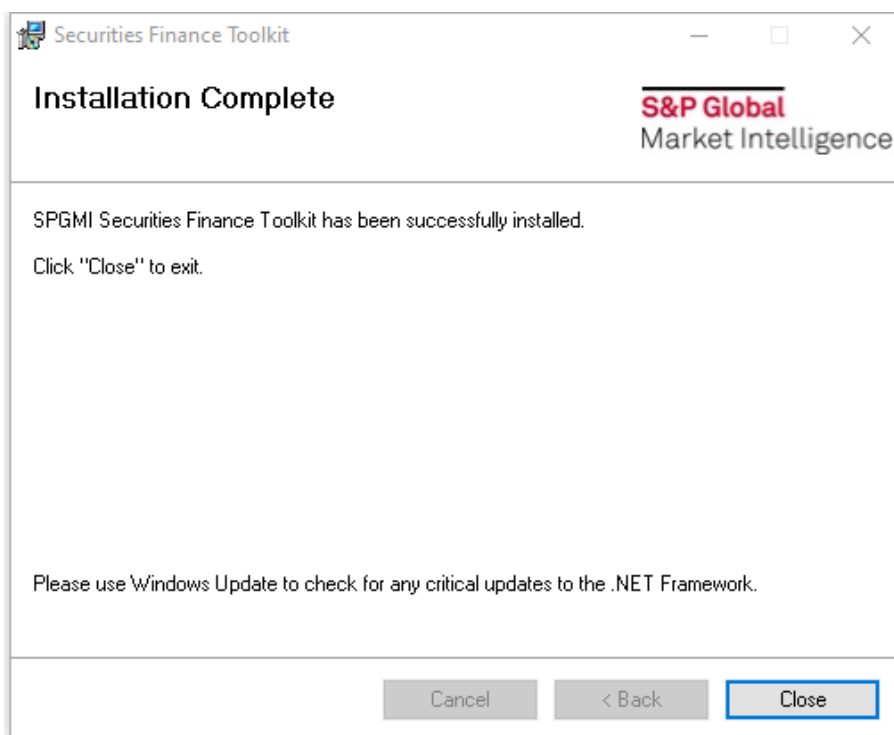 Securities Finance Toolkit
Installation Complete
S&P Global
Market Intelligence
SPGMI Securities Finance Toolkit has been successfully installed.
Click "Close" to exit.
Please use Windows Update to check for any critical updates to the .NET Framework.
Cancel
< Back
Close